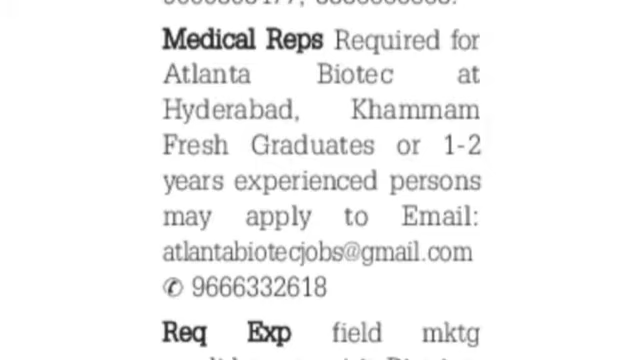 Medical Reps Required for
Atlanta Biotec at
Hyderabad, Khammam
Fresh Graduates or 1-2
years experienced persons
may apply to Email:
atlantabiotecjobs@gmail.com
✆ 9666332618
Req Exp field mktg